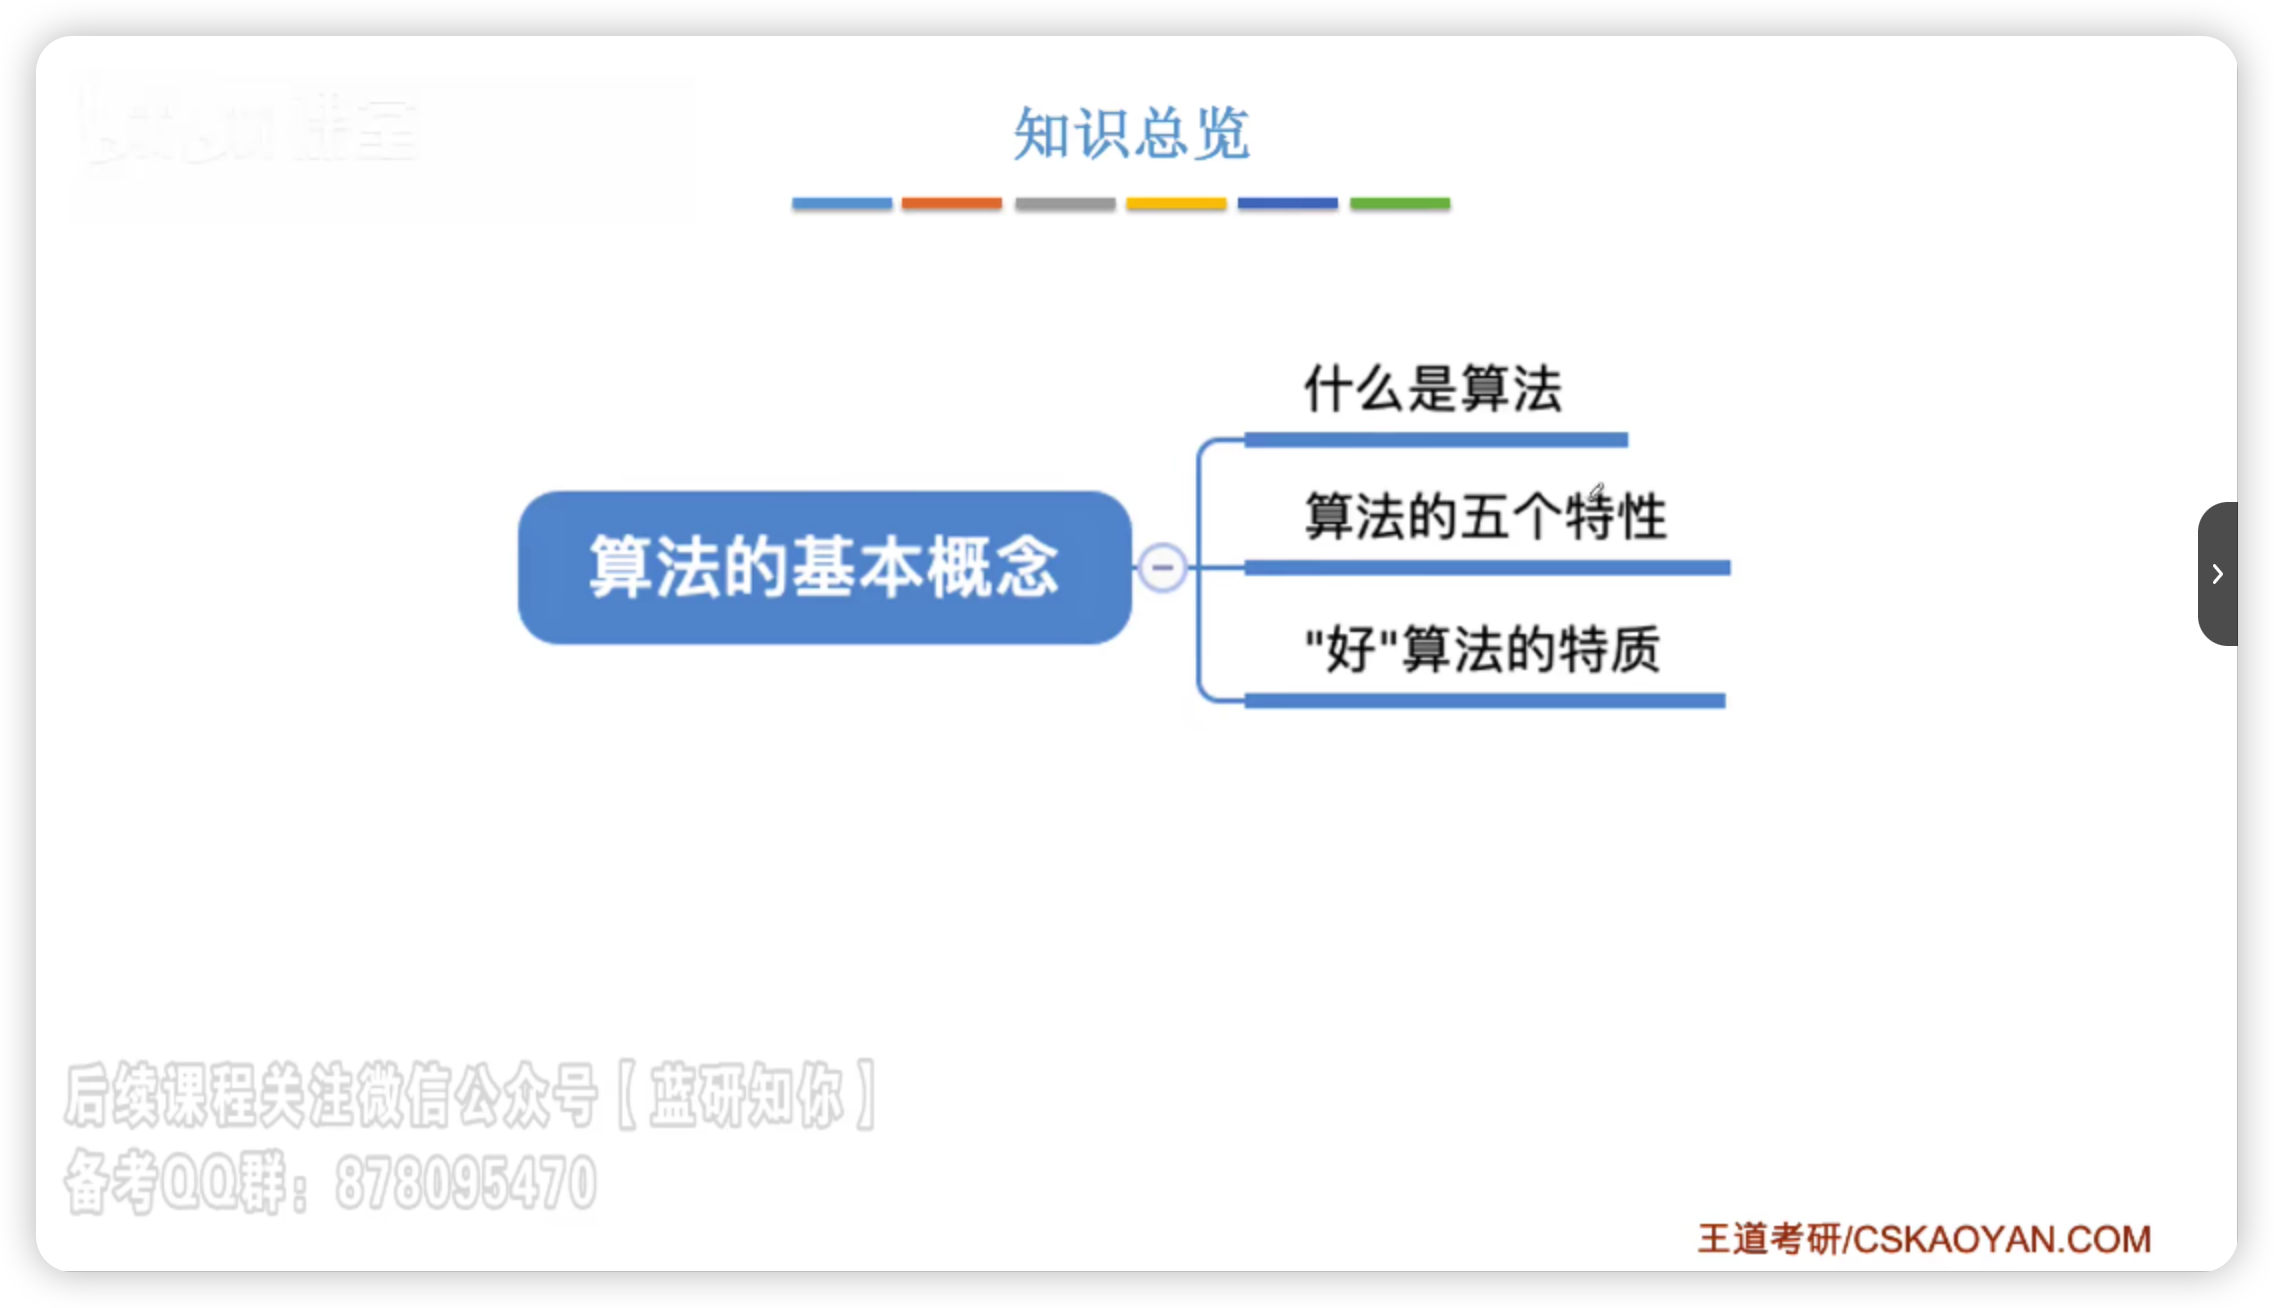 知识总览
什么是算法
算法的五个特性
算法的基本概念
"好"算法的特质
后续课程关注微信公众号【蓝研知你】
备考QQ群：878095470
王道考研/CSKAOYAN.COM